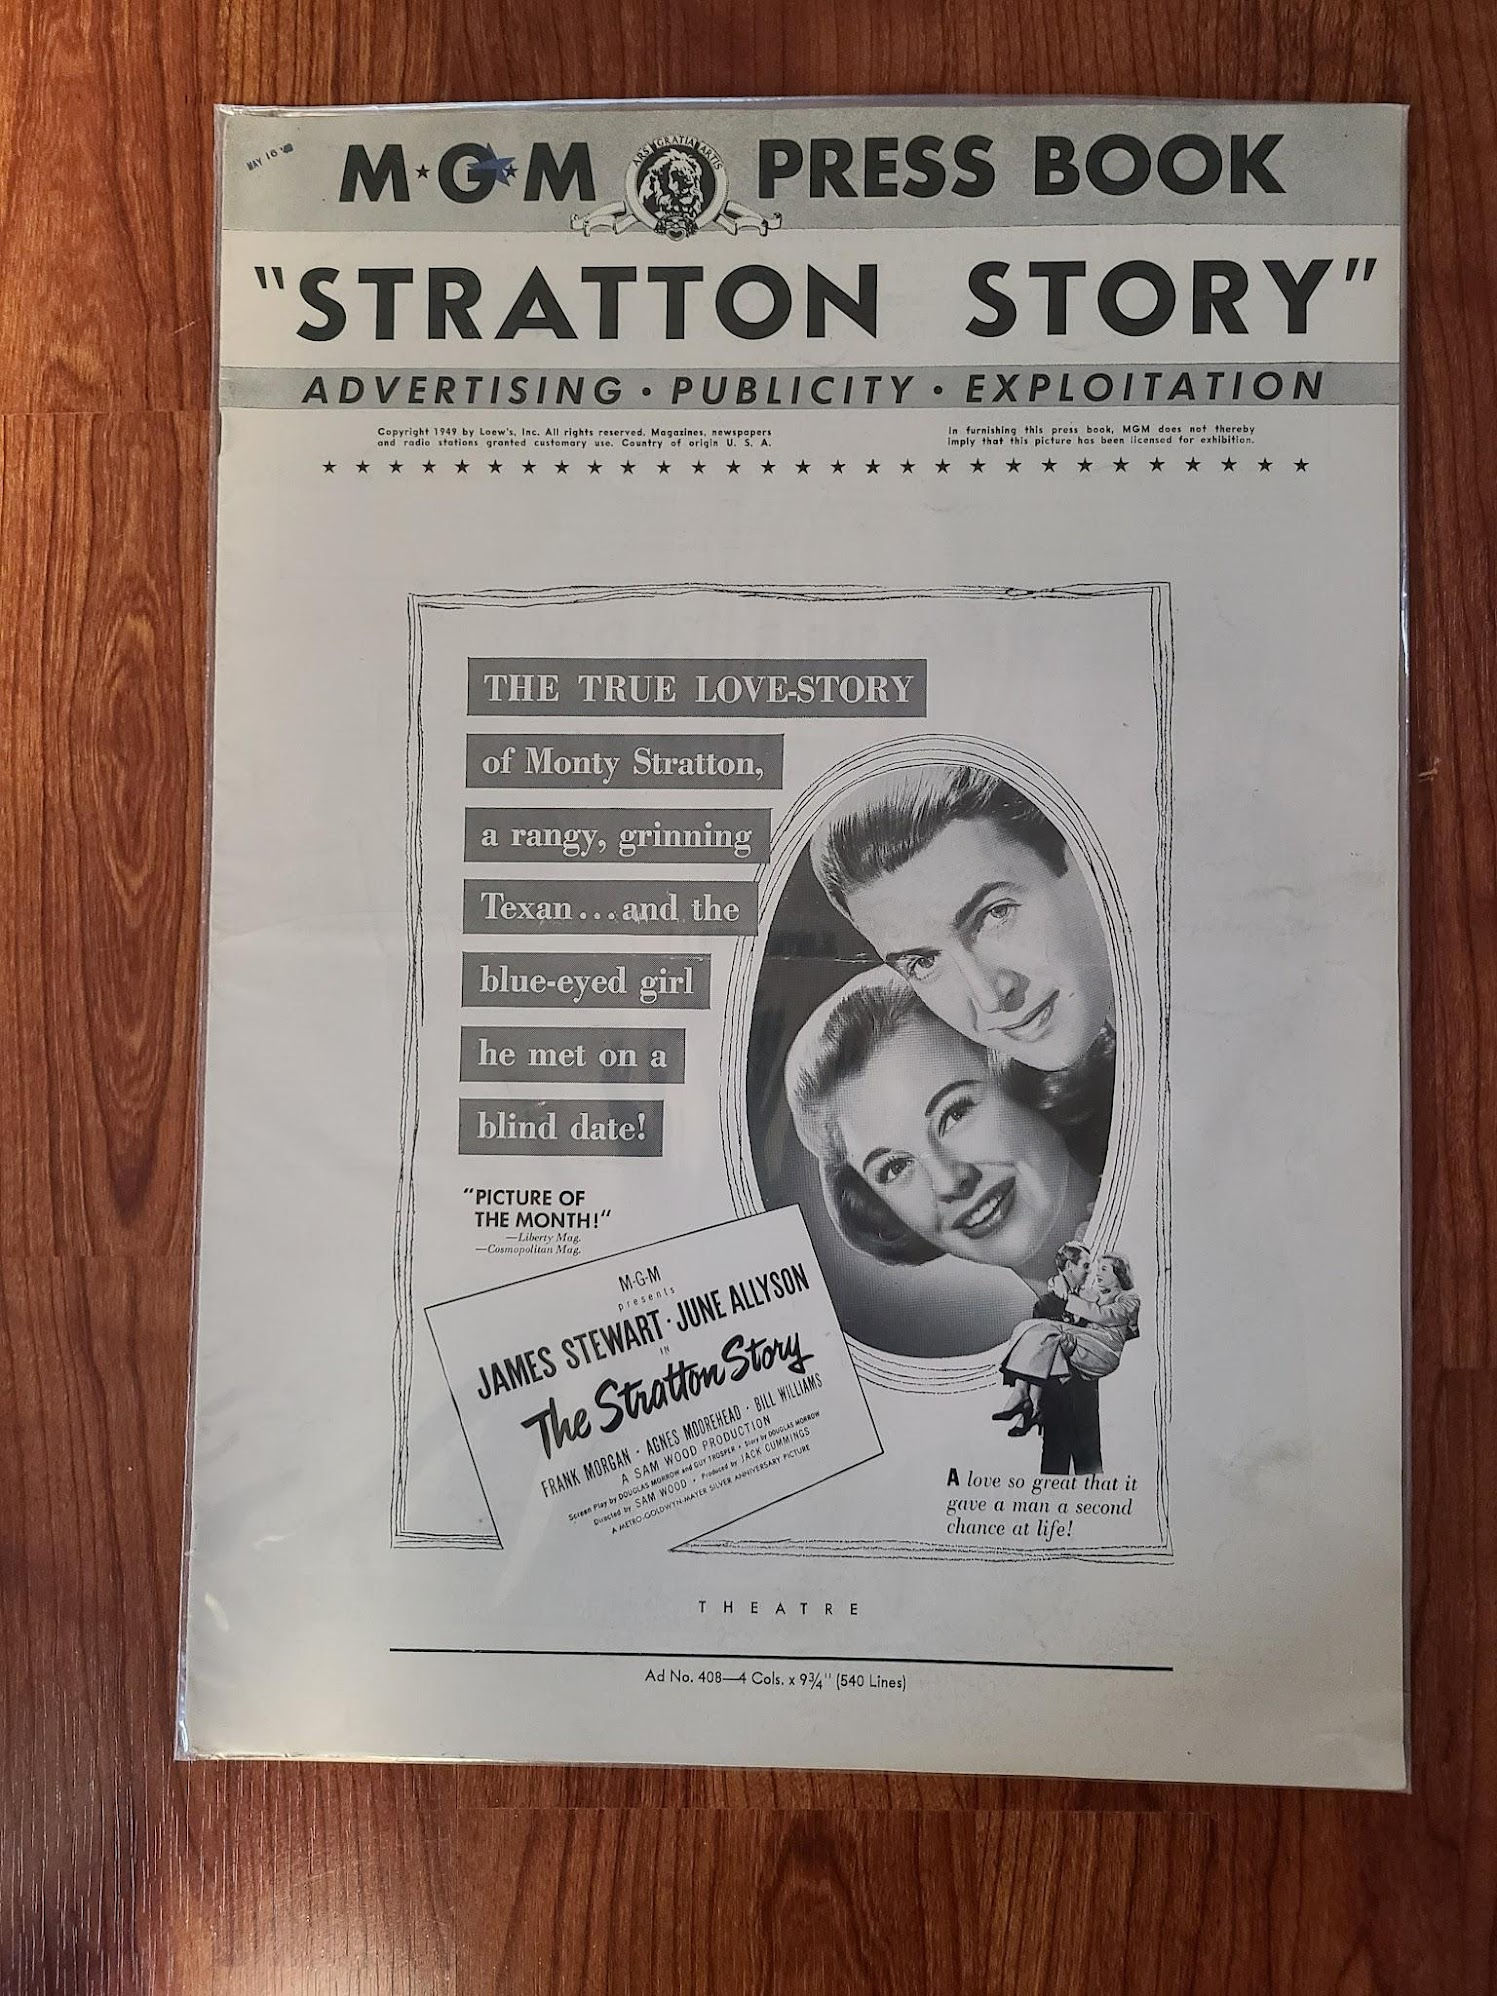 MAY 16
M·G·M PRESS BOOK
ARS GRATIA ARTIS
"STRATTON STORY"
ADVERTISING · PUBLICITY · EXPLOITATION
Copyright 1949 by Loew's, Inc. All rights reserved. Magazines, newspapers
and radio stations granted customary use. Country of origin U. S. A.
In furnishing this press book, MGM does not thereby
imply that this picture has been licensed for exhibition.
THE TRUE LOVE-STORY
of Monty Stratton,
a rangy, grinning
Texan...and the
blue-eyed girl
he met on a
blind date!
"PICTURE OF
THE MONTH!"
—Liberty Mag.
—Cosmopolitan Mag.
M-G-M
presents
JAMES STEWART · JUNE ALLYSON
IN
The Stratton Story
FRANK MORGAN · AGNES MOOREHEAD · BILL WILLIAMS
A SAM WOOD PRODUCTION
Screen Play by DOUGLAS MORROW and GUY TROSPER · Story by DOUGLAS MORROW
Directed by SAM WOOD · Produced by JACK CUMMINGS
A METRO-GOLDWYN-MAYER SILVER ANNIVERSARY PICTURE
A love so great that it
gave a man a second
chance at life!
THEATRE
Ad No. 408—4 Cols. x 9¾" (540 Lines)